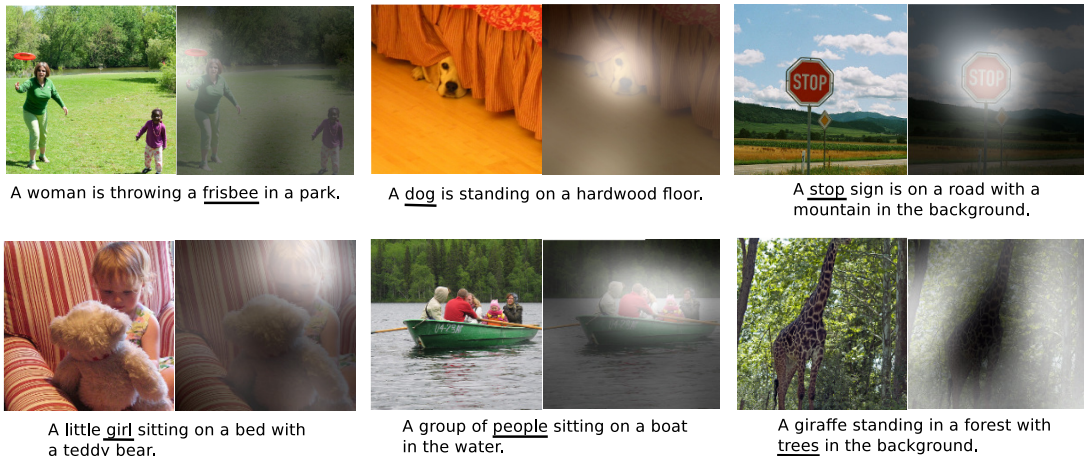 A woman is throwing a frisbee in a park.
A dog is standing on a hardwood floor.
STOP
STOP
A stop sign is on a road with a
mountain in the background.
A little girl sitting on a bed with
a teddy bear.
A group of people sitting on a boat
in the water.
A giraffe standing in a forest with
trees in the background.